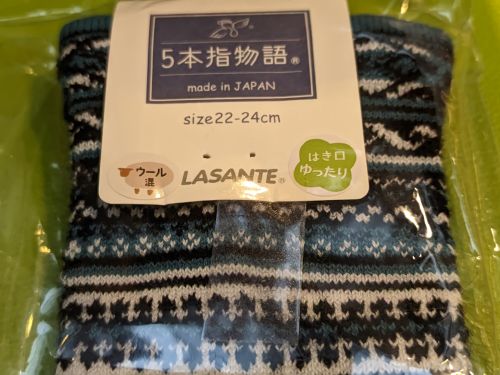 5本指物語®
made in JAPAN
size22-24cm
ウール
混
LASANTE®
はき口
ゆったり